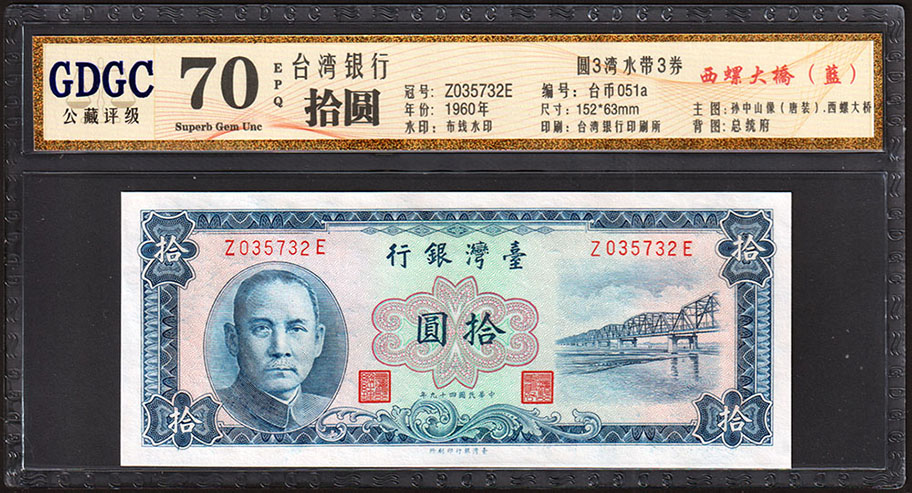 GDGC
公藏评级
70
EPQ
Superb Gem Unc
台湾银行
拾圆
冠号: Z035732E
年份: 1960年
水印: 布线水印
圆3湾水带3券
编号: 台币051a
尺寸: 152*63mm
印刷: 台湾银行印刷所
西螺大橋（藍）
主图: 孙中山像（唐装）.西螺大桥
背图: 总统府
拾
Z035732E
Z035732E
拾
臺灣銀行
拾圓
中華民國四十九年
拾
拾
臺灣銀行印刷所